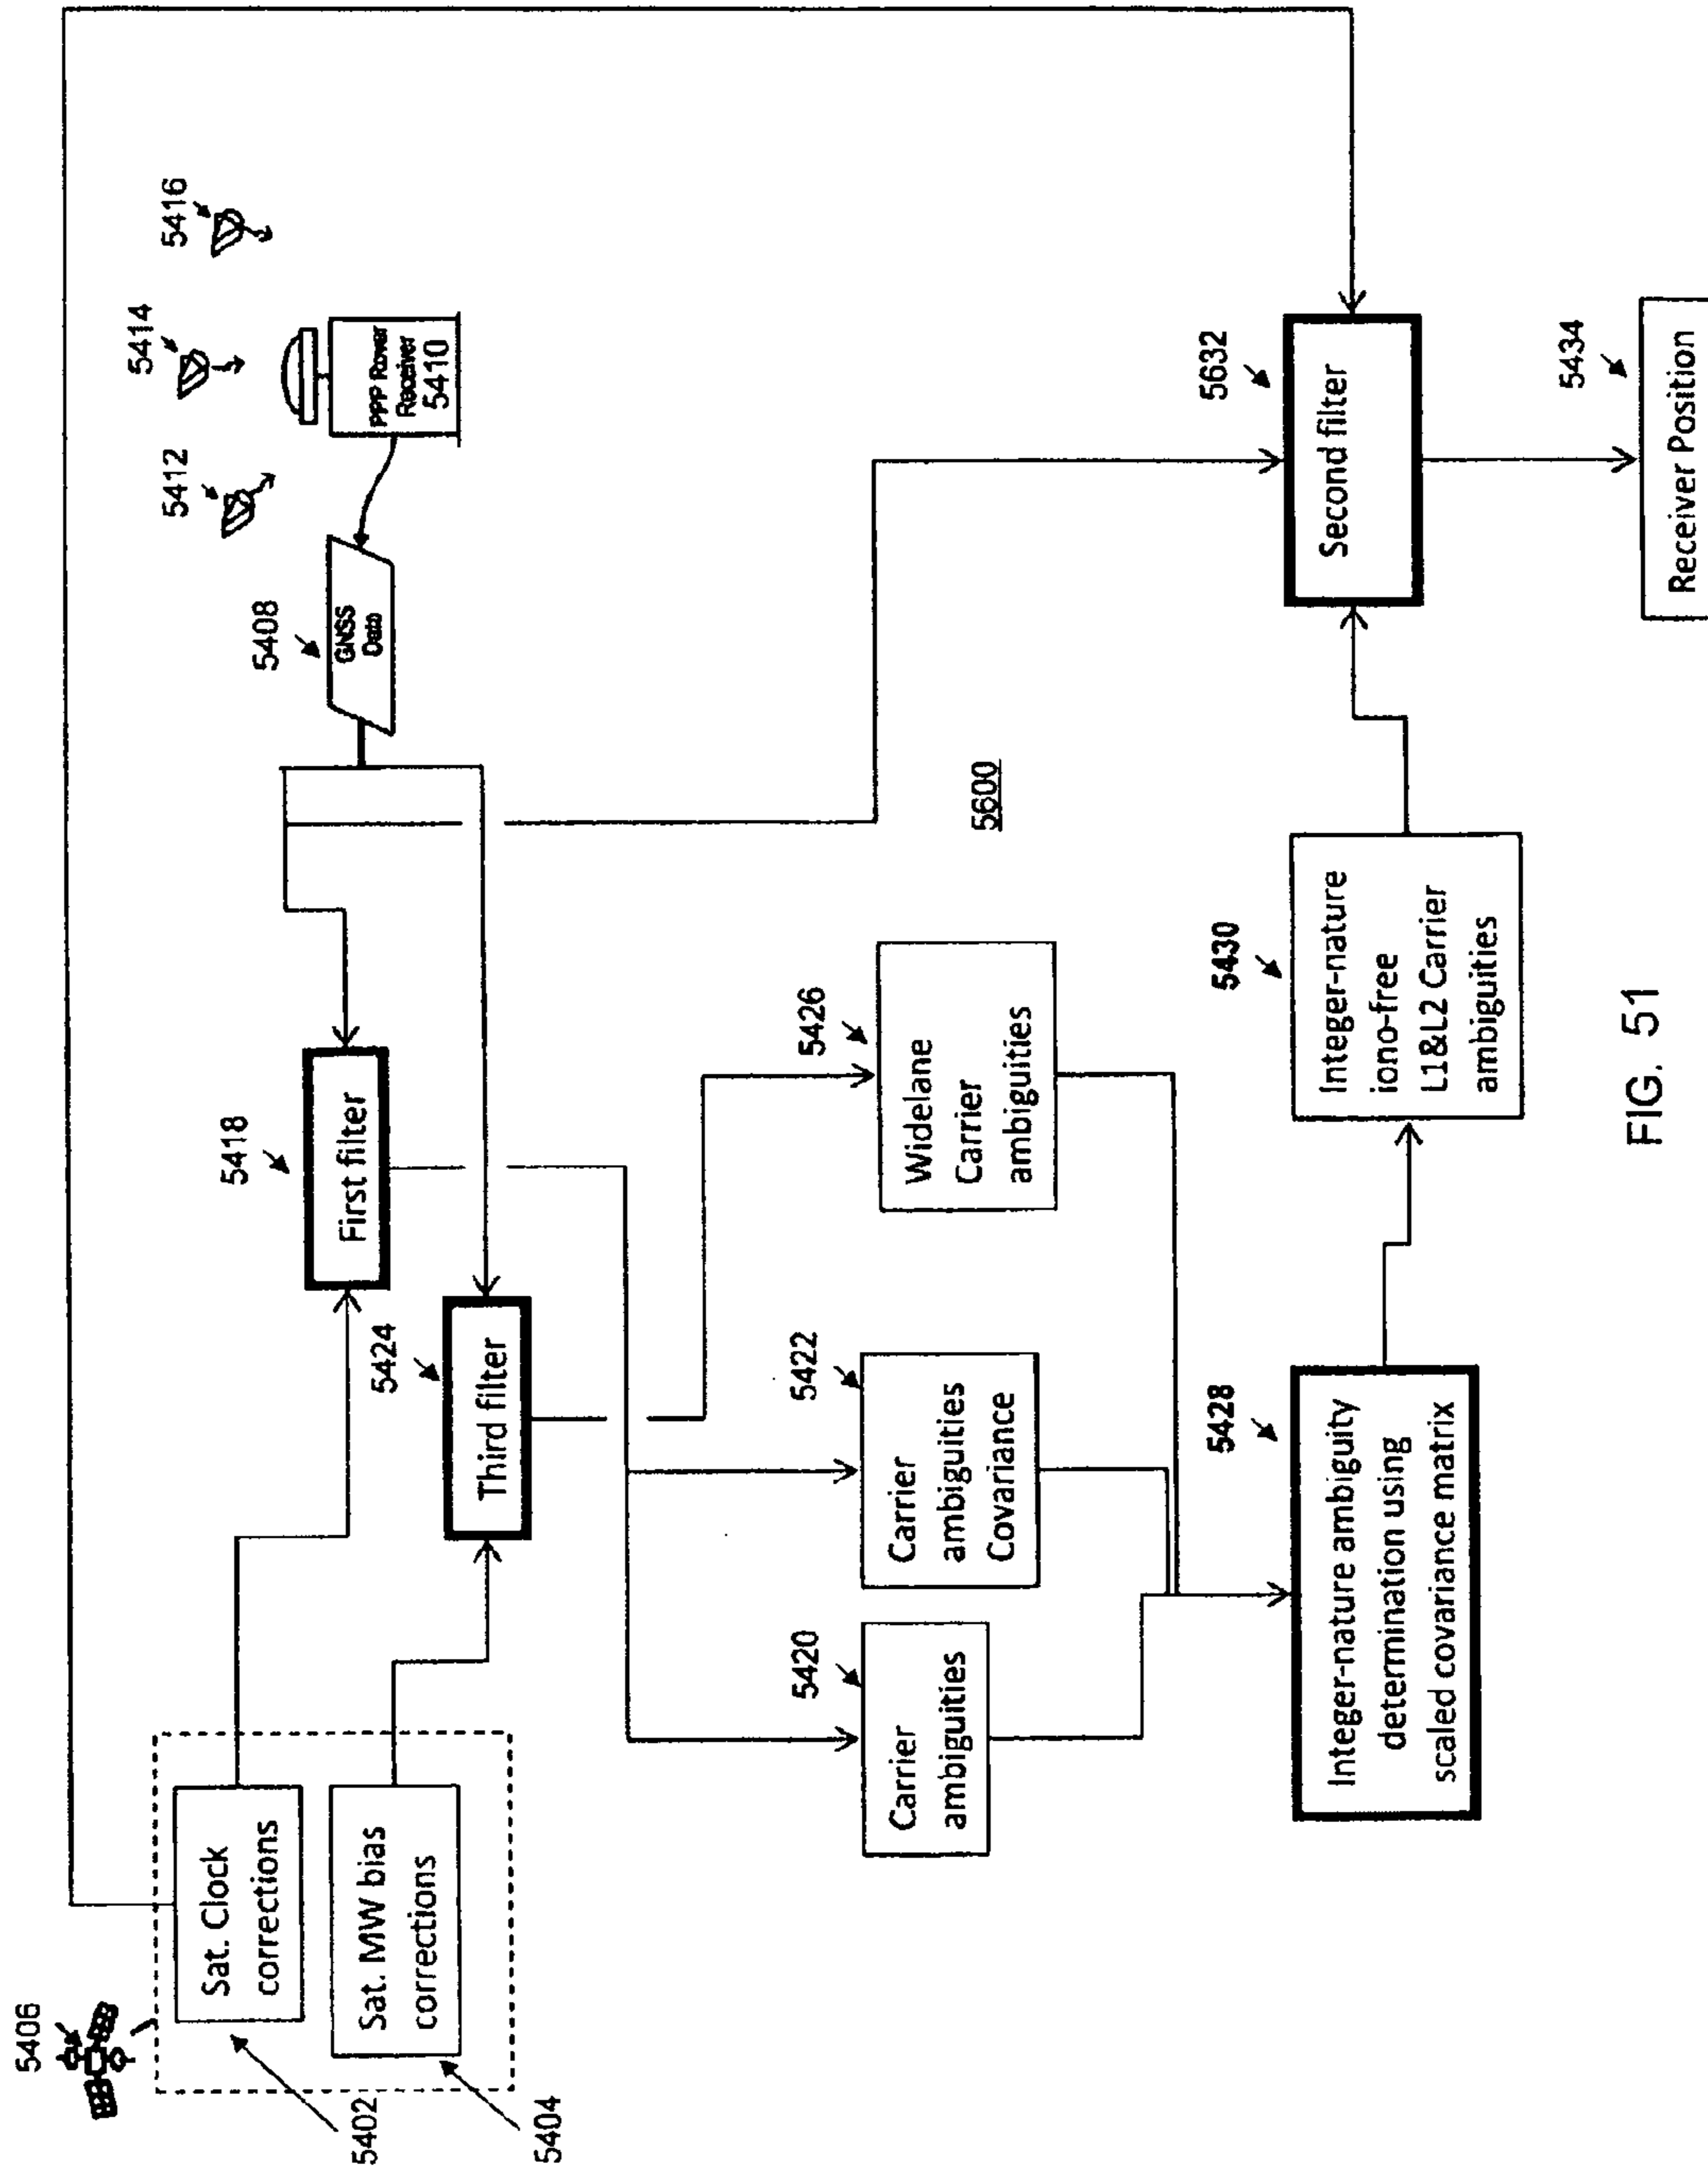 5406
5402
Sat. Clock
corrections
5404
Sat. MW bias
corrections
5412
5414
5416
PPP Rover
Receiver
5410
5408
GNSS
Data
5418
First filter
5424
Third filter
5420
Carrier
ambiguities
5422
Carrier
ambiguities
Covariance
5426
Widelane
Carrier
ambiguities
5600
5428
Integer-nature ambiguity
determination using
scaled covariance matrix
5430
Integer-nature
iono-free
L1&L2 Carrier
ambiguities
5632
Second filter
5434
Receiver Position
FIG. 51